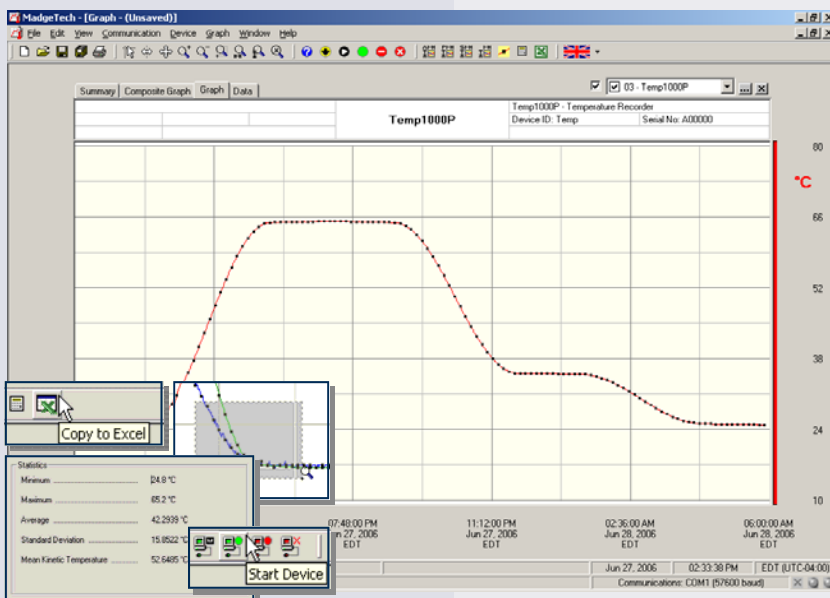 MadgeTech - [Graph - (Unsaved)]
File Edit View Communication Device Graph Window Help
Summary Composite Graph Graph Data
03 - Temp1000P
Temp1000P
Temp1000P - Temperature Recorder
Device ID: Temp Serial No: A00000
80
°C
66
52
38
24
10
Copy to Excel
Statistics
Minimum 24.8 °C
Maximum 65.2 °C
Average 42.2939 °C
Standard Deviation 15.8522 °C
Mean Kinetic Temperature 52.6485 °C
Start Device
07:48:00 PM 11:12:00 PM 02:36:00 AM 06:00:00 AM
27, 2006 Jun 27, 2006 Jun 28, 2006 Jun 28, 2006
EDT EDT EDT EDT
Jun 27, 2006 02:33:38 PM EDT (UTC-04:00)
Communications: COM1 (57600 baud)